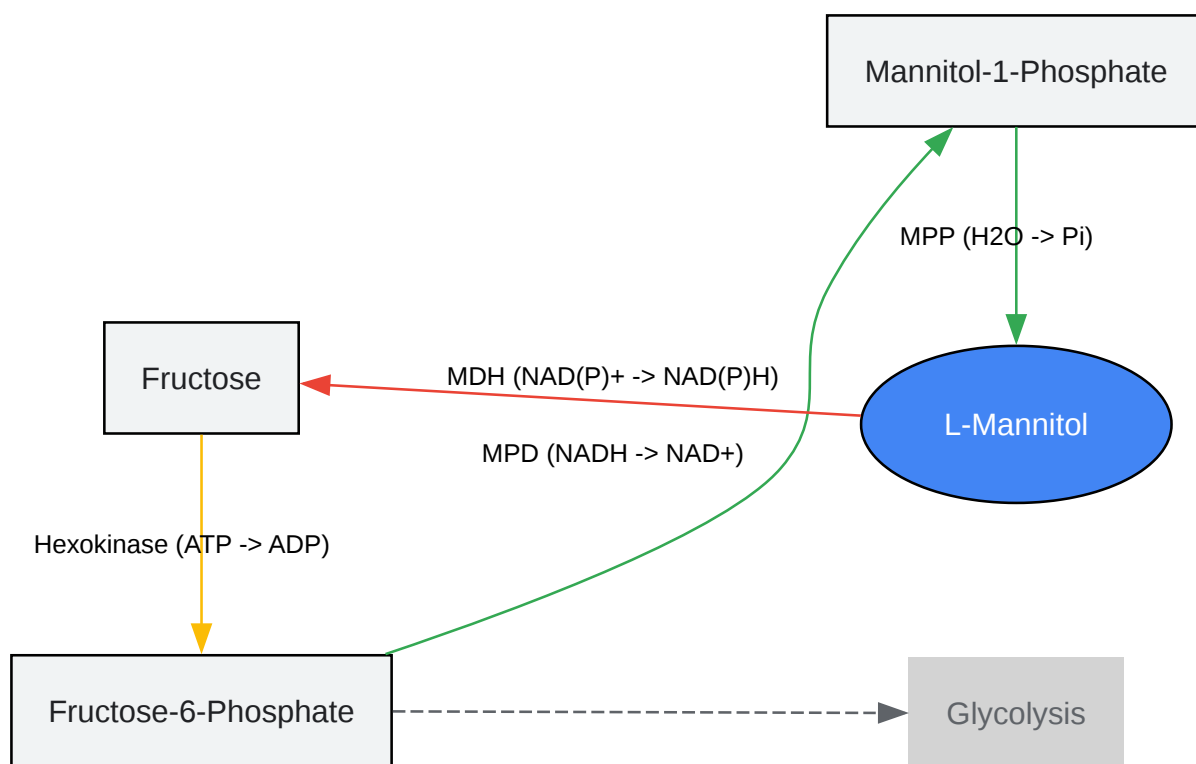 Mannitol-1-Phosphate
MPP (H2O -> Pi)
Fructose
MDH (NAD(P)+ -> NAD(P)H)
L-Mannitol
MPD (NADH -> NAD+)
Hexokinase (ATP -> ADP)
Fructose-6-Phosphate
Glycolysis